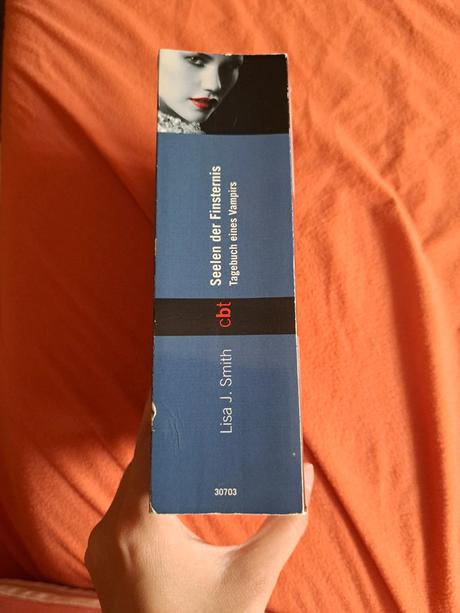 Lisa J. Smith
cbt
Seelen der Finsternis
Tagebuch eines Vampirs
30703